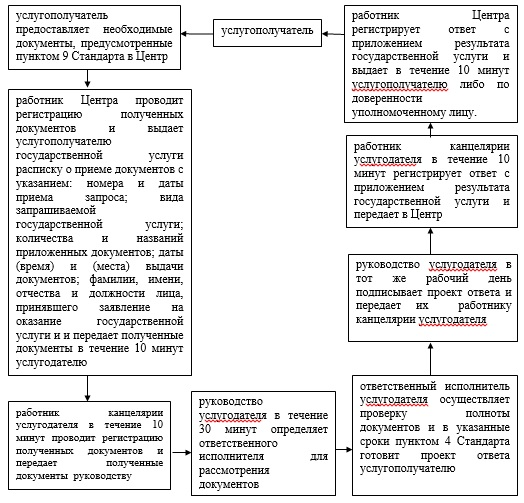 услугополучатель
предоставляет необходимые
документы, предусмотренные
пунктом 9 Стандарта в Центр
услугополучатель
работник Центра
регистрирует ответ с
приложением результата
государственной услуги и
выдает в течение 10 минут
услугополучателю либо по
доверенности
уполномоченному лицу.
работник Центра проводит
регистрацию полученных
документов и выдает
услугополучателю
государственной услуги
расписку о приеме документов с
указанием: номера и даты
приема запроса; вида
запрашиваемой
государственной услуги;
количества и названий
приложенных документов; даты
(время) и (места) выдачи
документов; фамилии, имени,
отчества и должности лица,
принявшего заявление на
оказание государственной
услуги и и передает полученные
документы в течение 10 минут
услугодателю
работник канцелярии
услугодателя в течение 10
минут регистрирует ответ с
приложением результата
государственной услуги и
передает в Центр
руководство услугодателя в
тот же рабочий день
подписывает проект ответа и
передает их работнику
канцелярии услугодателя
работник канцелярии
услугодателя в течение 10
минут проводит регистрацию
полученных документов и
передает полученные
документы руководству
руководство
услугодателя в течение
30 минут определяет
ответственного
исполнителя для
рассмотрения
документов
ответственный исполнитель
услугодателя осуществляет
проверку полноты
документов и в указанные
сроки пунктом 4 Стандарта
готовит проект ответа
услугополучателю